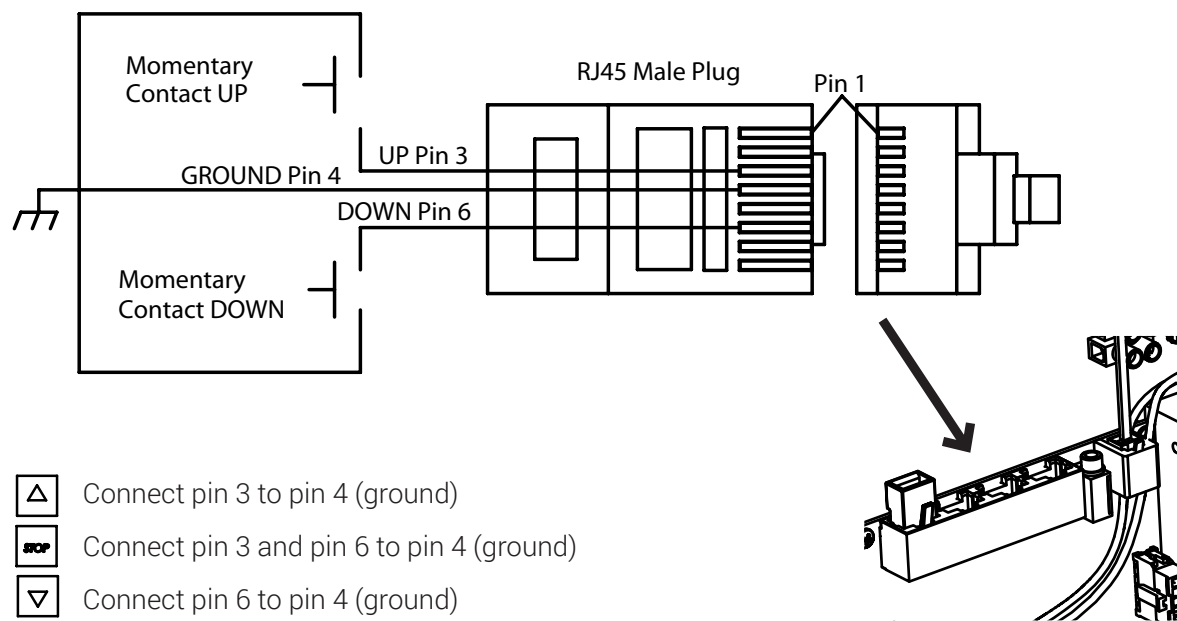 Momentary
Contact UP
RJ45 Male Plug
Pin 1
UP Pin 3
GROUND Pin 4
DOWN Pin 6
Momentary
Contact DOWN
Connect pin 3 to pin 4 (ground)
STOP Connect pin 3 and pin 6 to pin 4 (ground)
Connect pin 6 to pin 4 (ground)